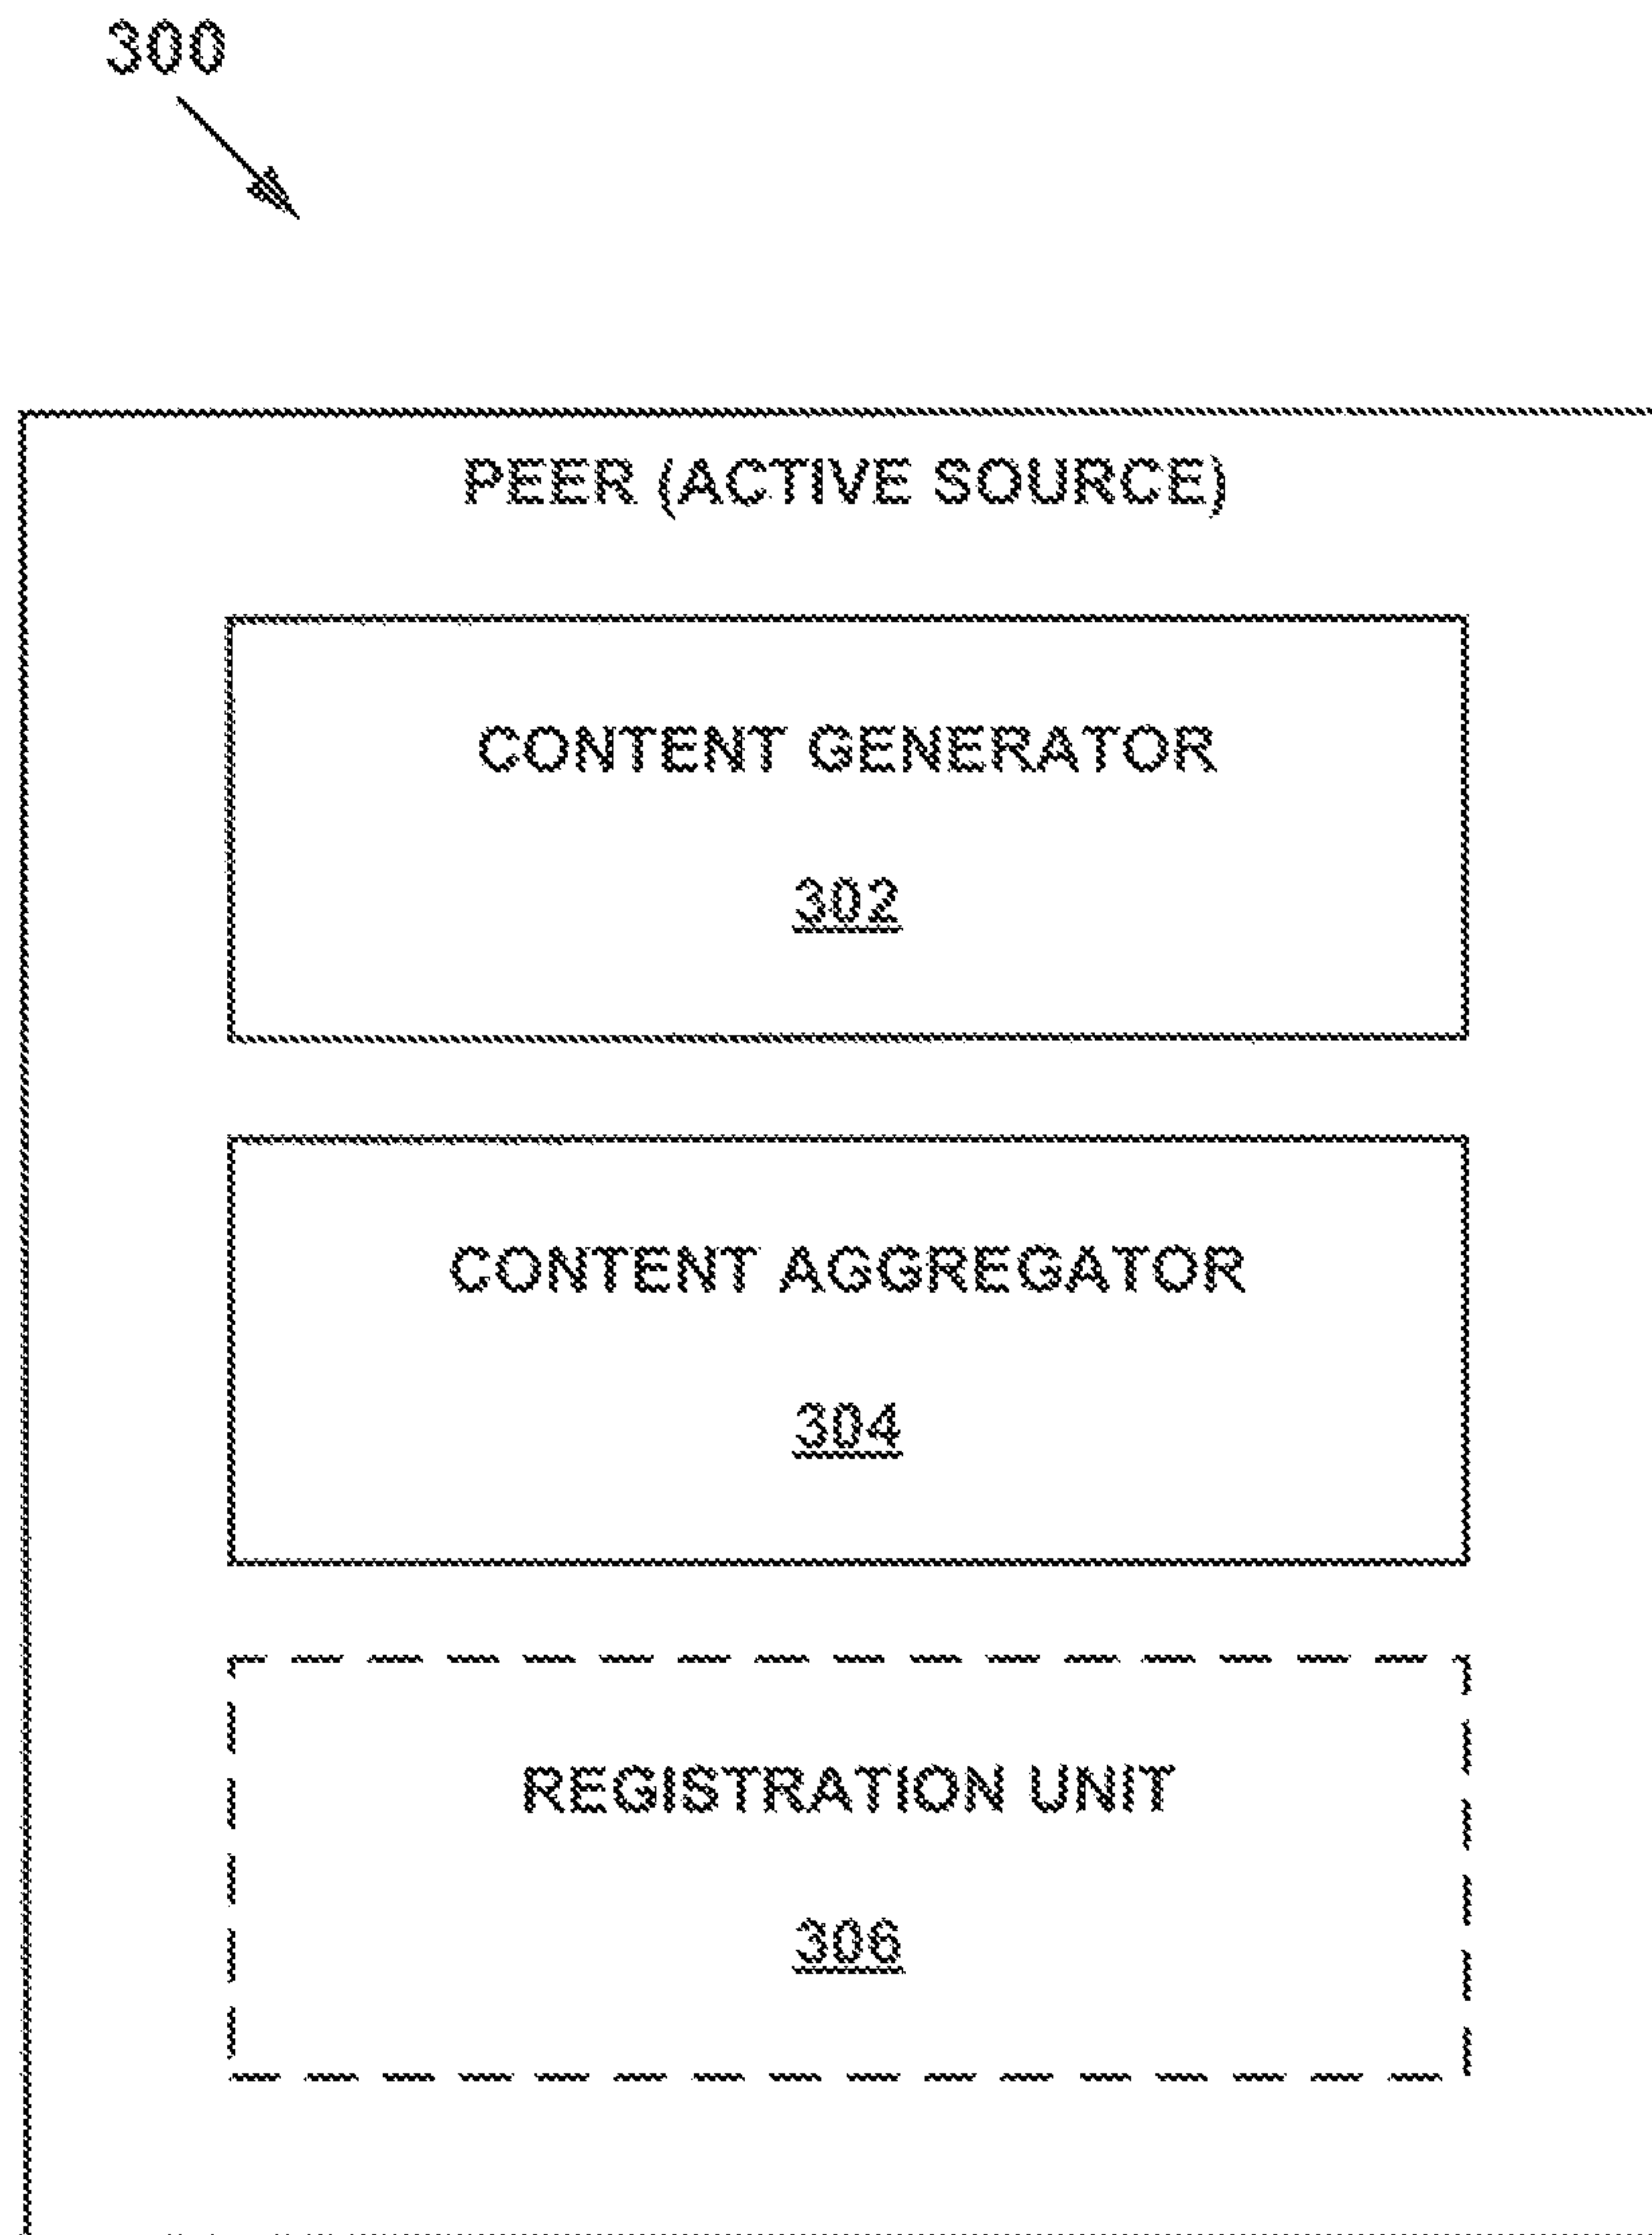 300
PEER (ACTIVE SOURCE)
CONTENT GENERATOR
302
CONTENT AGGREGATOR
304
REGISTRATION UNIT
306